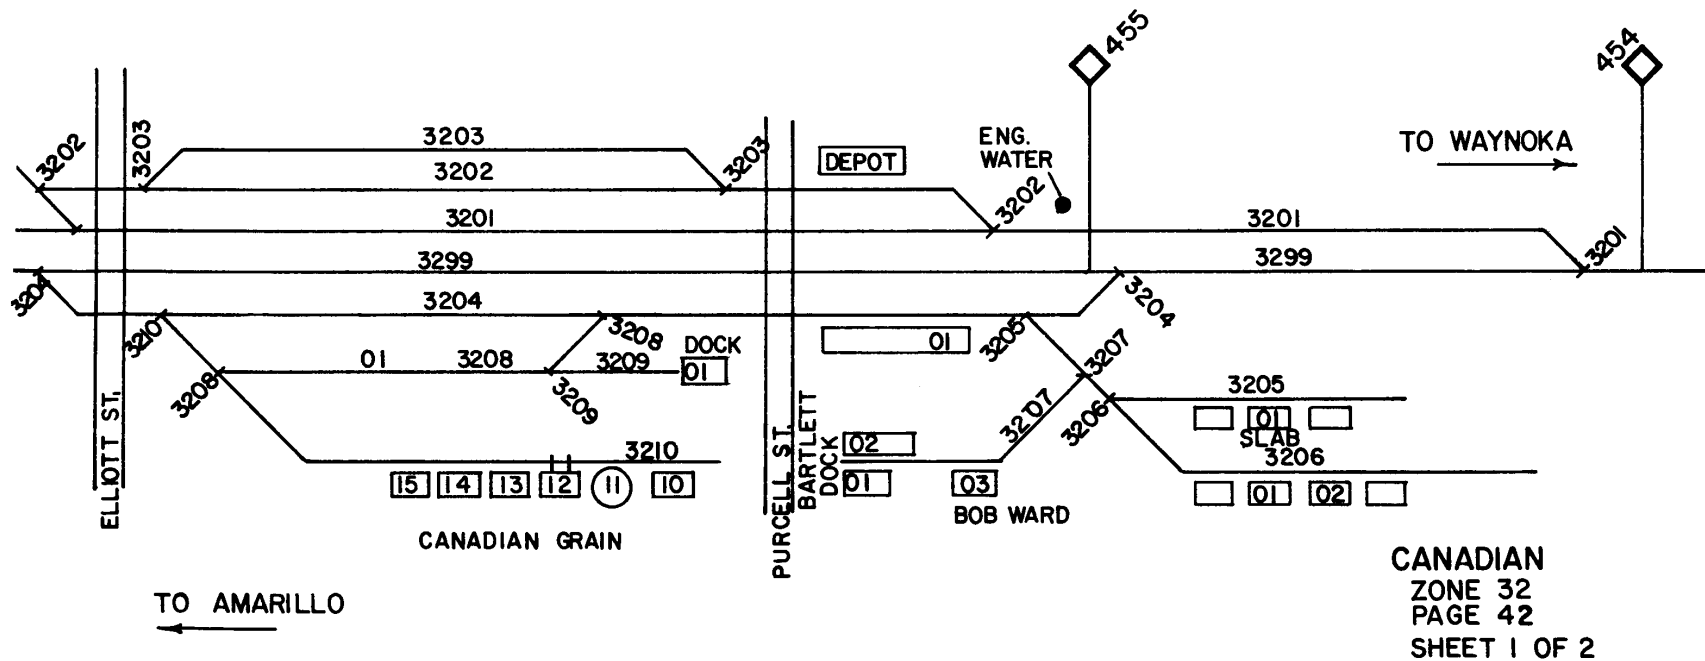 455
454
3202
3203
3203
3203
3202
DEPOT
ENG.
WATER
TO WAYNOKA
3202
3201
3201
3201
3299
3299
3204
3204
3204
3210
3208
DOCK
01
01
3208
3209
3208
3209
01
3205
3207
3205
01
SLAB
3206
3207
3206
01
02
ELLIOTT ST.
3210
15
14
13
12
11
10
CANADIAN GRAIN
PURCELL ST.
BARTLETT
DOCK
02
01
03
BOB WARD
TO AMARILLO
CANADIAN
ZONE 32
PAGE 42
SHEET 1 OF 2